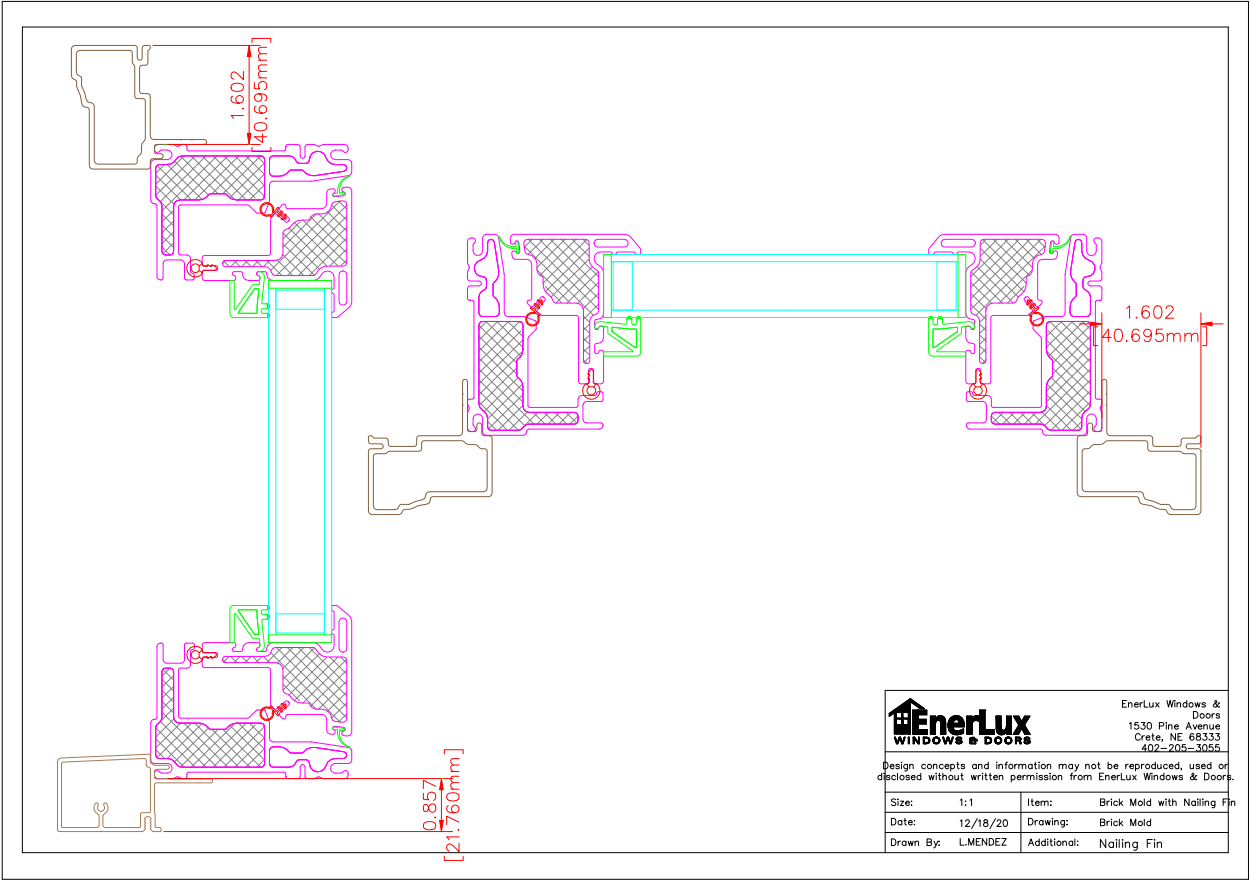 1.602
[40.695mm]
1.602
[40.695mm]
0.857
[21.760mm]
EnerLux
WINDOWS & DOORS
EnerLux Windows &
Doors
1530 Pine Avenue
Crete, NE 68333
402-205-3055
Design concepts and information may not be reproduced, used or
disclosed without written permission from EnerLux Windows & Doors.
Size: 1:1 Item: Brick Mold with Nailing Fin
Date: 12/18/20 Drawing: Brick Mold
Drawn By: L.MENDEZ Additional: Nailing Fin